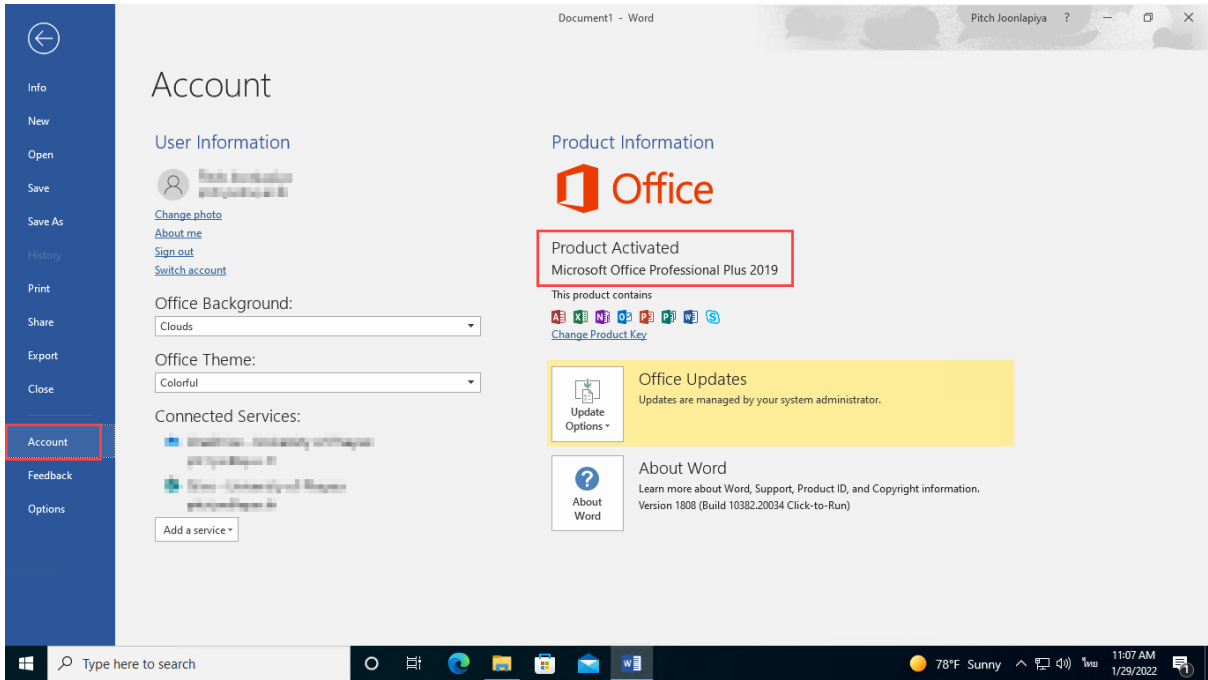 Document1 - Word
Pitch Joonlapiya ?
Info
New
Open
Save
Save As
History
Print
Share
Export
Close
Account
Feedback
Options
Account
User Information
Change photo
About me
Sign out
Switch account
Office Background:
Clouds
Office Theme:
Colorful
Connected Services:
Add a service
Product Information
Office
Product Activated
Microsoft Office Professional Plus 2019
This product contains
Change Product Key
Update
Options
Office Updates
Updates are managed by your system administrator.
About
Word
About Word
Learn more about Word, Support, Product ID, and Copyright information.
Version 1808 (Build 10382.20034 Click-to-Run)
Type here to search
78°F Sunny
ไทย
11:07 AM
1/29/2022
1